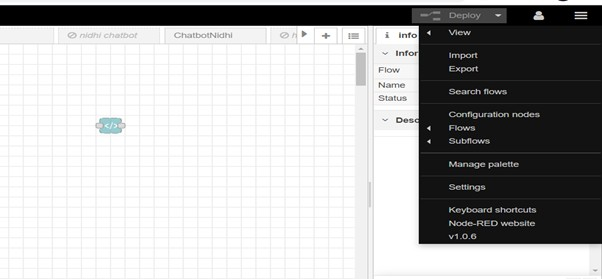 Deploy
nidhi chatbot
ChatbotNidhi
info
View
Import
Export
Search flows
Configuration nodes
Flows
Subflows
Manage palette
Settings
Keyboard shortcuts
Node-RED website
v1.0.6
Infor
Flow
Name
Status
Desc